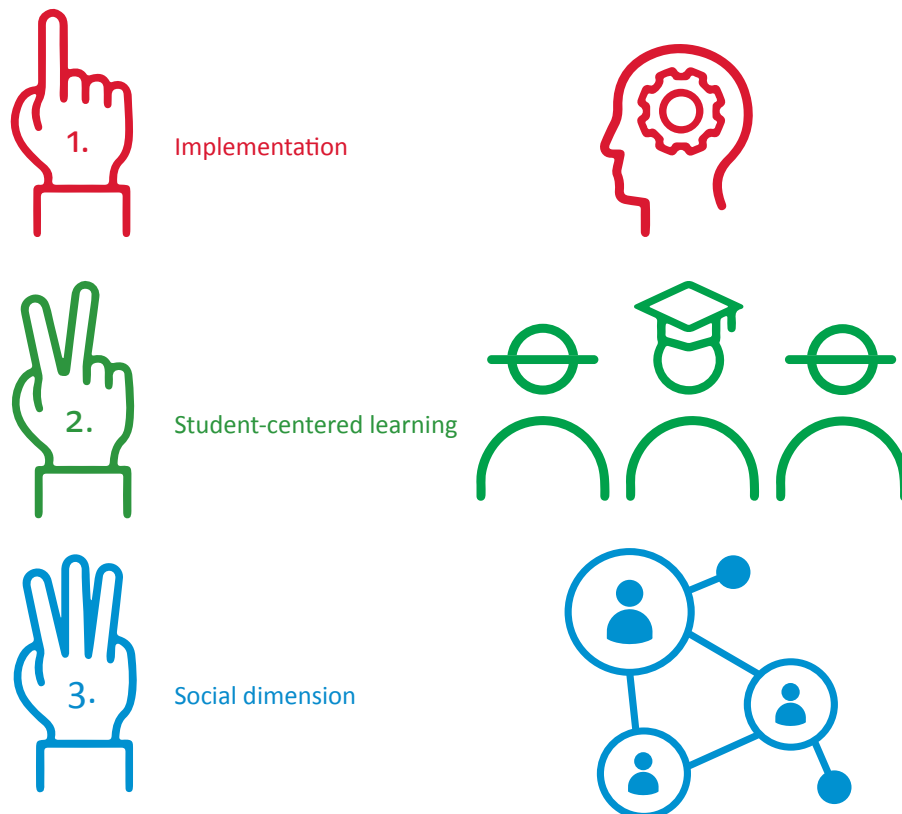 1.
Implementation
2.
Student-centered learning
3.
Social dimension